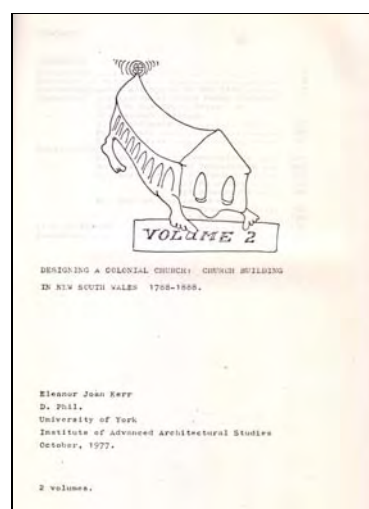 VOLUME 2
DESIGNING A COLONIAL CHURCH: CHURCH BUILDING
IN NEW SOUTH WALES 1788-1888.
Eleanor Joan Kerr
D. Phil.
University of York
Institute of Advanced Architectural Studies
October, 1977.
2 volumes.